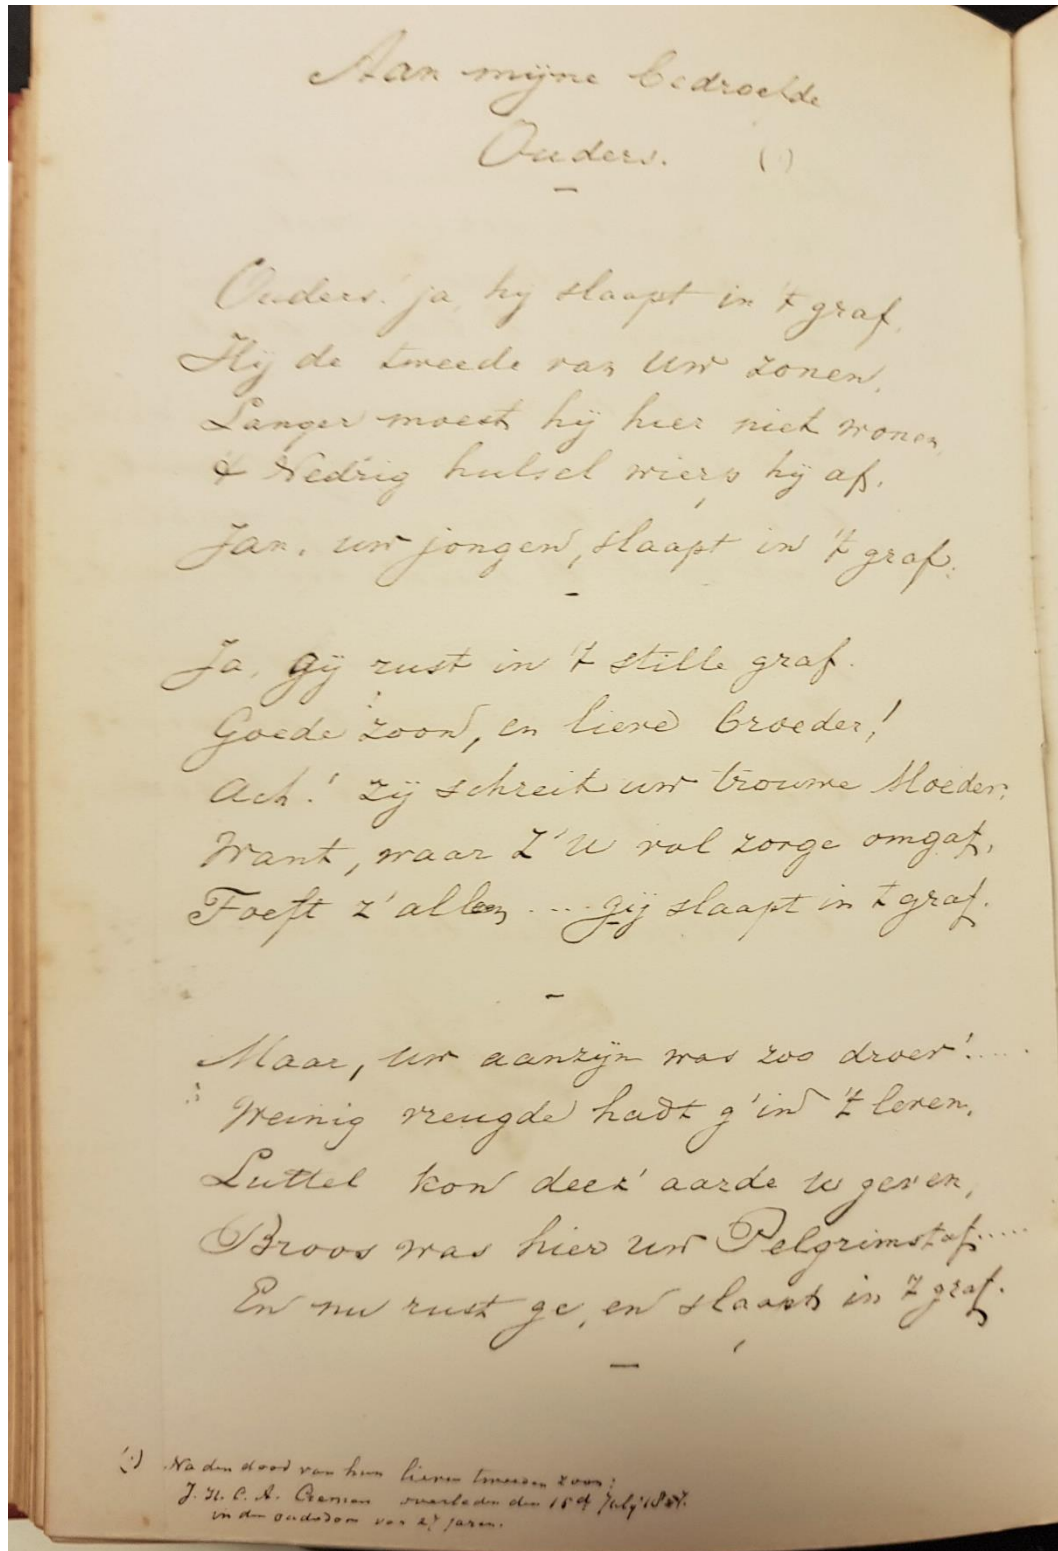 Aan mijne bedroefde
Ouders. (1)
Ouders! ja, hij slaapt in 't graf,
Hij de tweede van uw zonen,
Langer moest hij hier niet wonen,
't Nedrig hulsel wierp hij af,
Jan, uw jongen, slaapt in 't graf.
Ja, gij rust in 't stille graf.
Goede zoon, en lieve broeder!
Ach! zij schreit uw trouwe Moeder;
Want, waar z'U vol zorge omgaf,
Toeft z'alleen .... gij slaapt in 't graf.
Maar, uw aanzijn was zoo droev'!....
Weinig vreugde hadt g'in 't leven,
Luttel kon deez' aarde u geven,
Broos was hier uw Pelgrimstaf.....
En nu rust ge, en slaapt in 't graf.
(1) Na den dood van hun lieven tweeden zoon;
J. H. C. A. overleden den 15d July
in den ouderdom van 27 jaren.